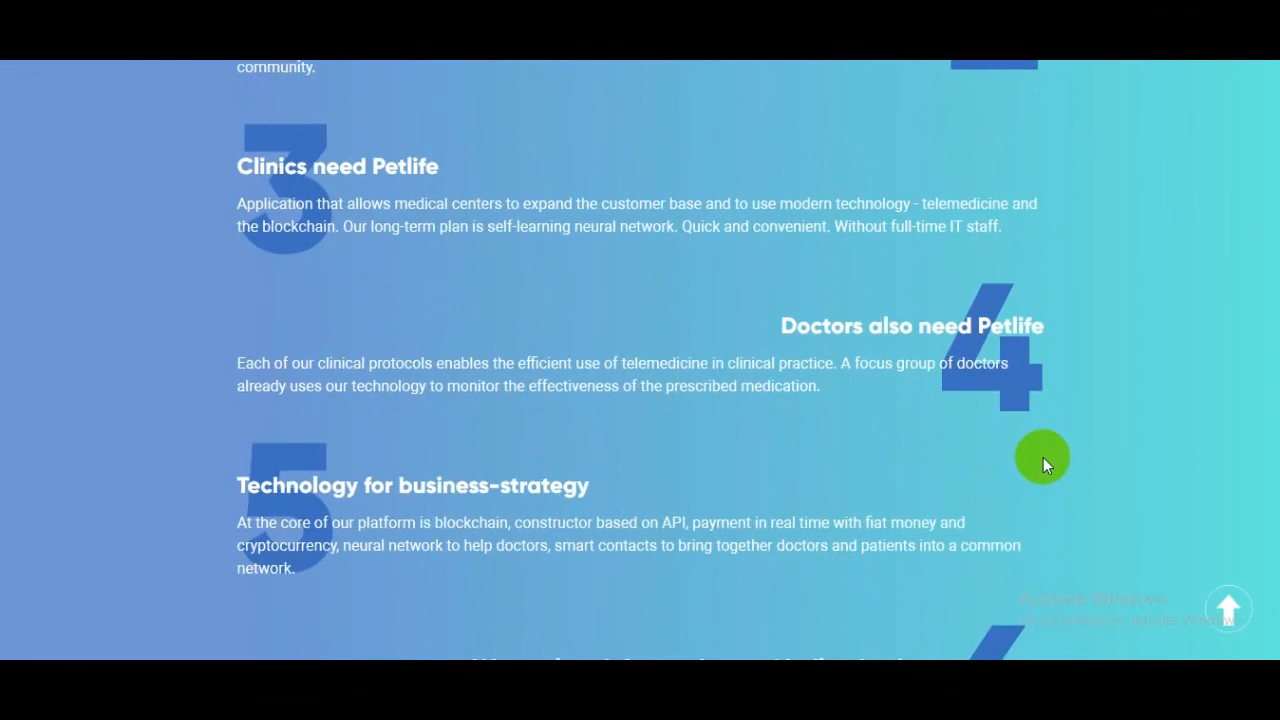 community.
3
Clinics need Petlife
Application that allows medical centers to expand the customer base and to use modern technology - telemedicine and
the blockchain. Our long-term plan is self-learning neural network. Quick and convenient. Without full-time IT staff.
4
Doctors also need Petlife
Each of our clinical protocols enables the efficient use of telemedicine in clinical practice. A focus group of doctors
already uses our technology to monitor the effectiveness of the prescribed medication.
5
Technology for business-strategy
At the core of our platform is blockchain, constructor based on API, payment in real time with fiat money and
cryptocurrency, neural network to help doctors, smart contacts to bring together doctors and patients into a common
network.
Activate Windows